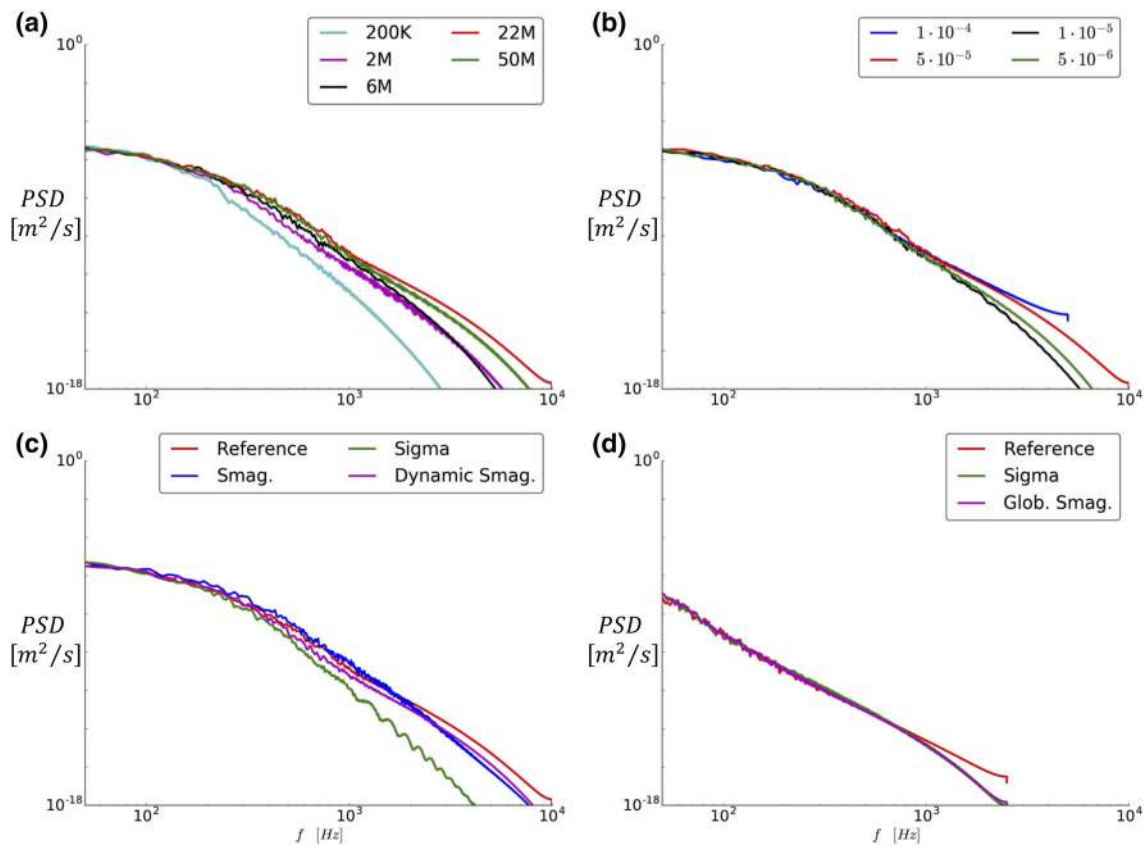 (a)
200K 22M
2M 50M
6M
10^0
PSD
[m^2/s]
10^{-18}
10^2 10^3 10^4
(b)
1 · 10^{-4} 1 · 10^{-5}
5 · 10^{-5} 5 · 10^{-6}
10^0
PSD
[m^2/s]
10^{-18}
10^2 10^3 10^4
(c)
Reference Sigma
Smag. Dynamic Smag.
10^0
PSD
[m^2/s]
10^{-18}
10^2 10^3 10^4
f [Hz]
(d)
Reference
Sigma
Glob. Smag.
10^0
PSD
[m^2/s]
10^{-18}
10^2 10^3 10^4
f [Hz]